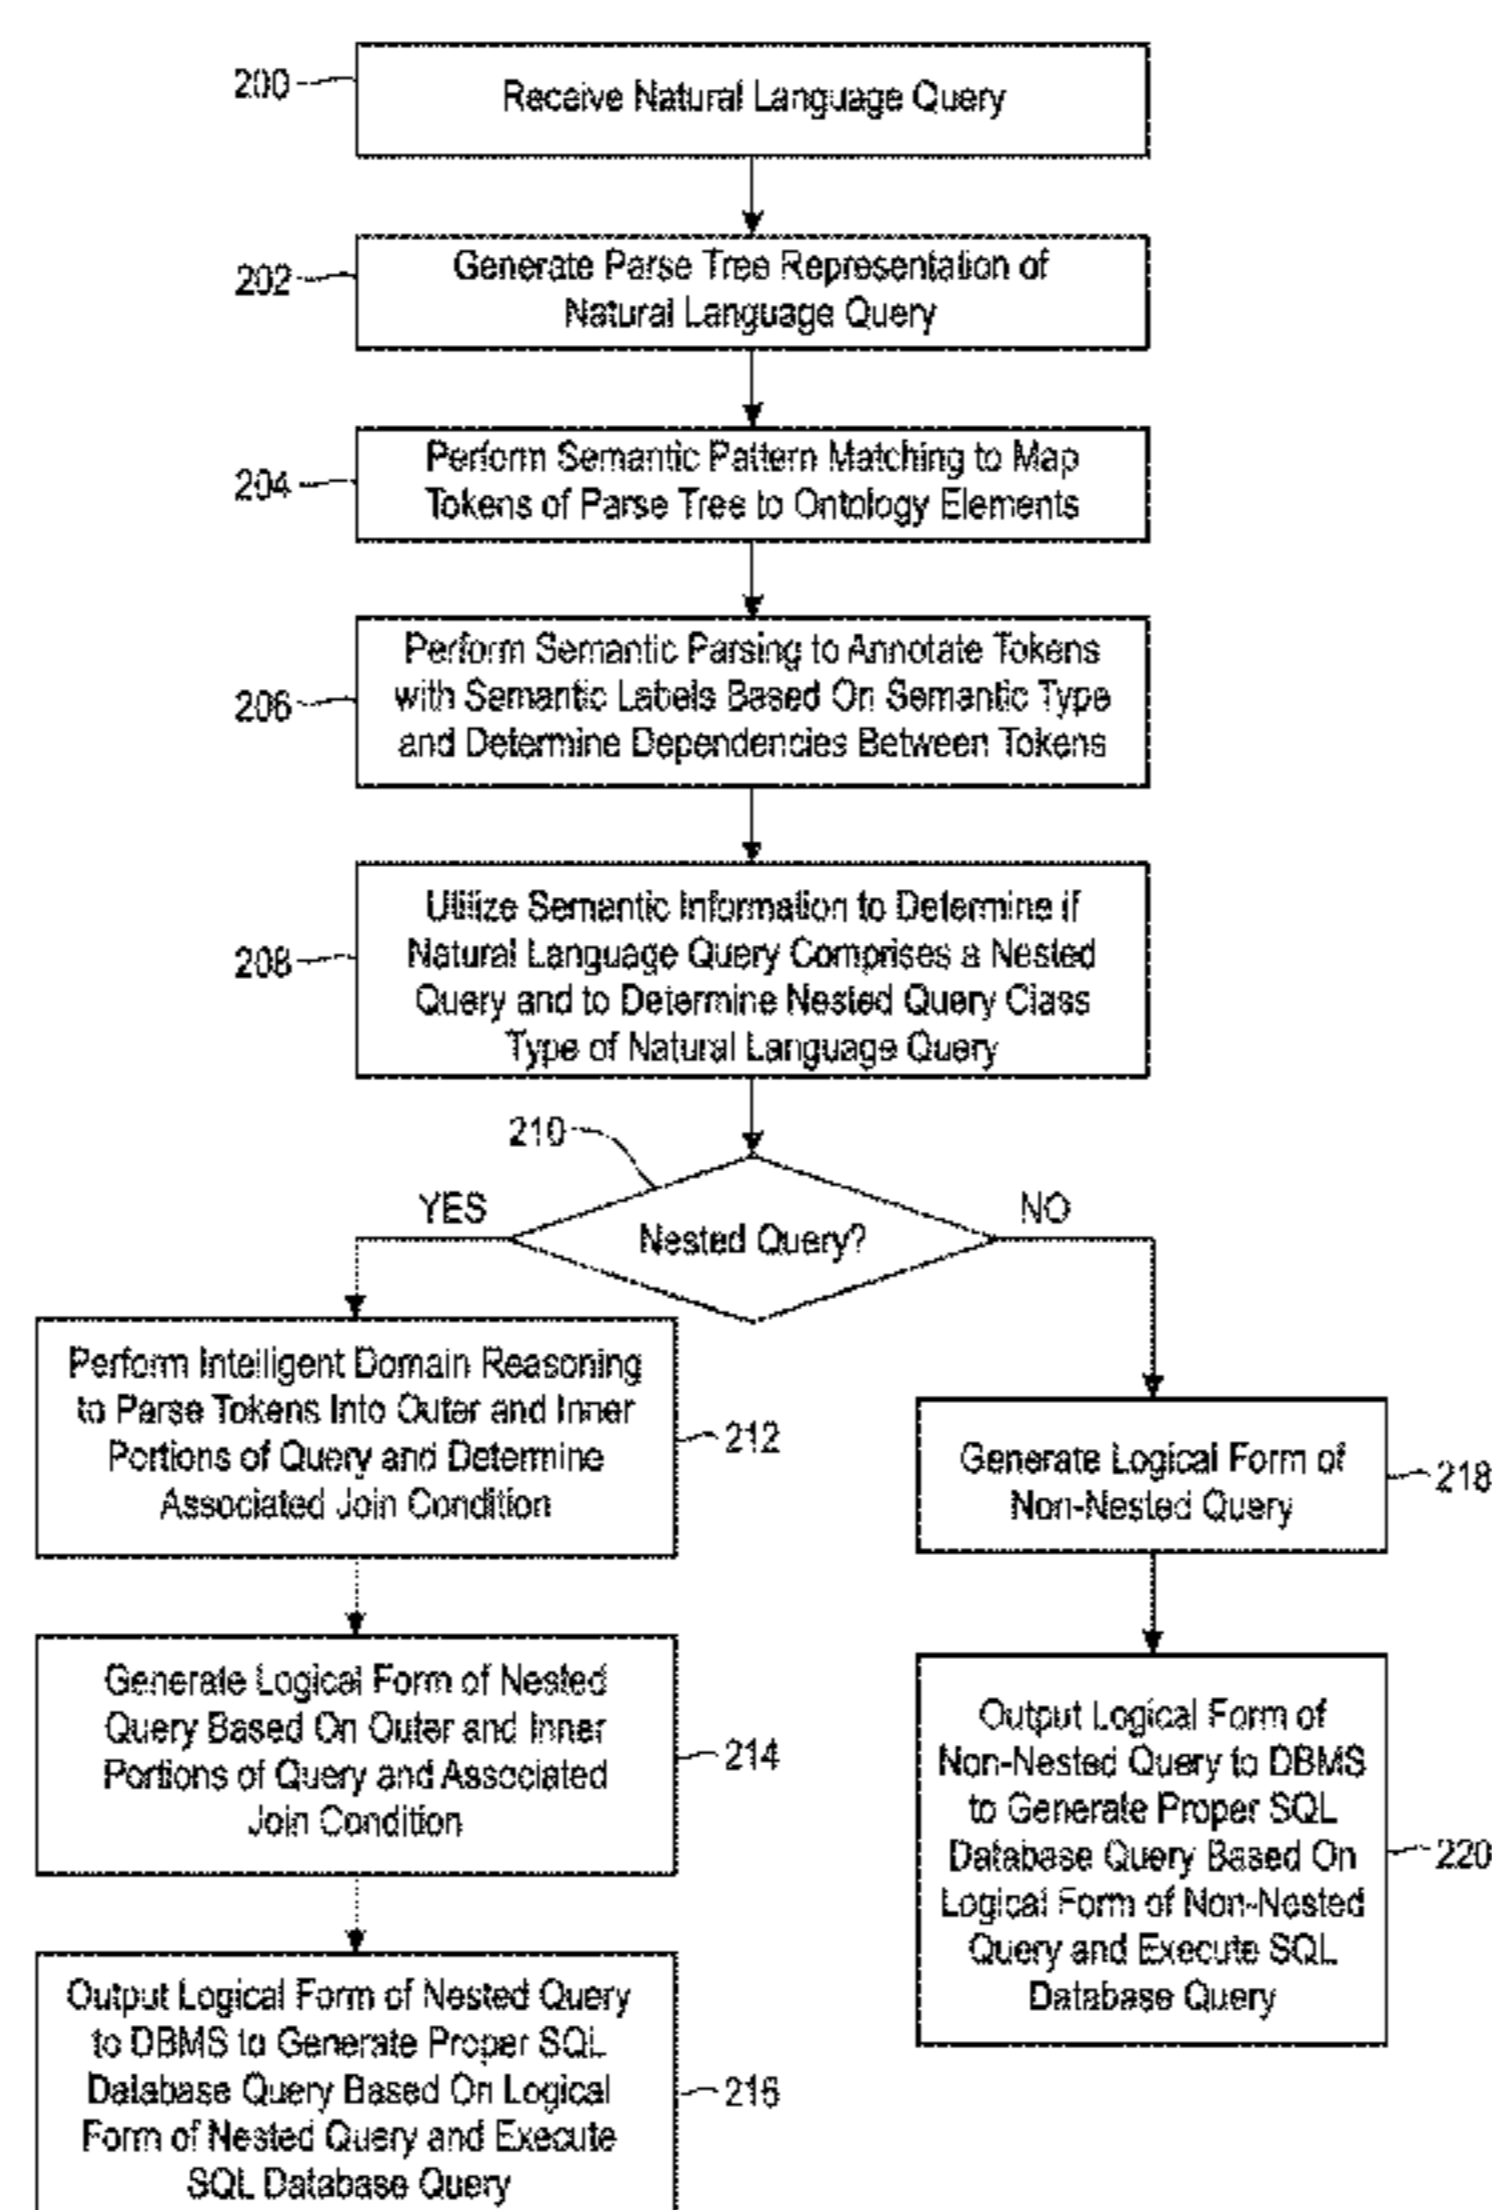 200
Receive Natural Language Query
202
Generate Parse Tree Representation of
Natural Language Query
204
Perform Semantic Pattern Matching to Map
Tokens of Parse Tree to Ontology Elements
206
Perform Semantic Parsing to Annotate Tokens
with Semantic Labels Based On Semantic Type
and Determine Dependencies Between Tokens
208
Utilize Semantic Information to Determine if
Natural Language Query Comprises a Nested
Query and to Determine Nested Query Class
Type of Natural Language Query
210
YES
Nested Query?
NO
Perform Intelligent Domain Reasoning
to Parse Tokens Into Outer and Inner
Portions of Query and Determine
Associated Join Condition
212
Generate Logical Form of Nested
Query Based On Outer and Inner
Portions of Query and Associated
Join Condition
214
Output Logical Form of Nested Query
to DBMS to Generate Proper SQL
Database Query Based On Logical
Form of Nested Query and Execute
SQL Database Query
216
Generate Logical Form of
Non-Nested Query
218
Output Logical Form of
Non-Nested Query to DBMS
to Generate Proper SQL
Database Query Based On
Logical Form of Non-Nested
Query and Execute SQL
Database Query
220